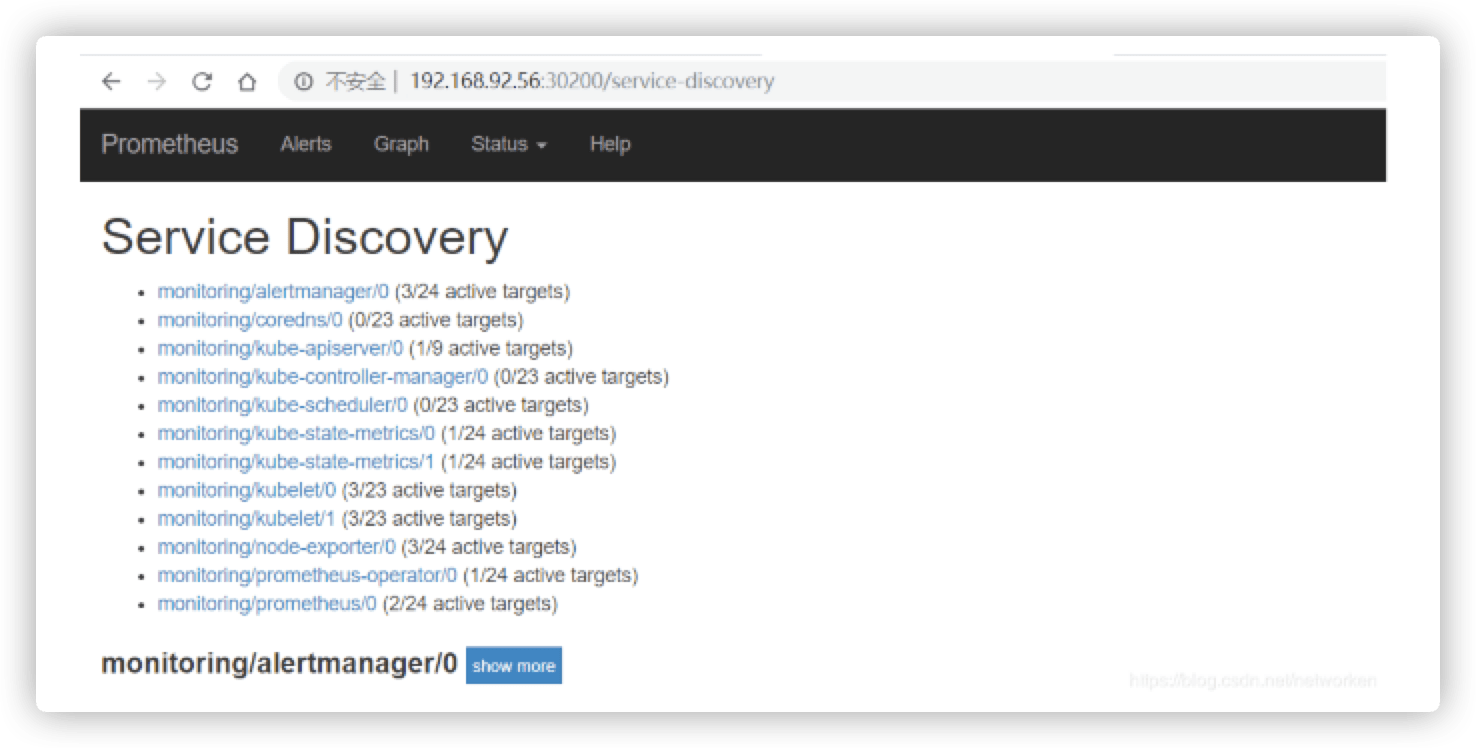 不安全 | 192.168.92.56:30200/service-discovery
Prometheus Alerts Graph Status Help
Service Discovery
monitoring/alertmanager/0 (3/24 active targets)
monitoring/coredns/0 (0/23 active targets)
monitoring/kube-apiserver/0 (1/9 active targets)
monitoring/kube-controller-manager/0 (0/23 active targets)
monitoring/kube-scheduler/0 (0/23 active targets)
monitoring/kube-state-metrics/0 (1/24 active targets)
monitoring/kube-state-metrics/1 (1/24 active targets)
monitoring/kubelet/0 (3/23 active targets)
monitoring/kubelet/1 (3/23 active targets)
monitoring/node-exporter/0 (3/24 active targets)
monitoring/prometheus-operator/0 (1/24 active targets)
monitoring/prometheus/0 (2/24 active targets)
monitoring/alertmanager/0 show more
https://blog.csdn.net/networken